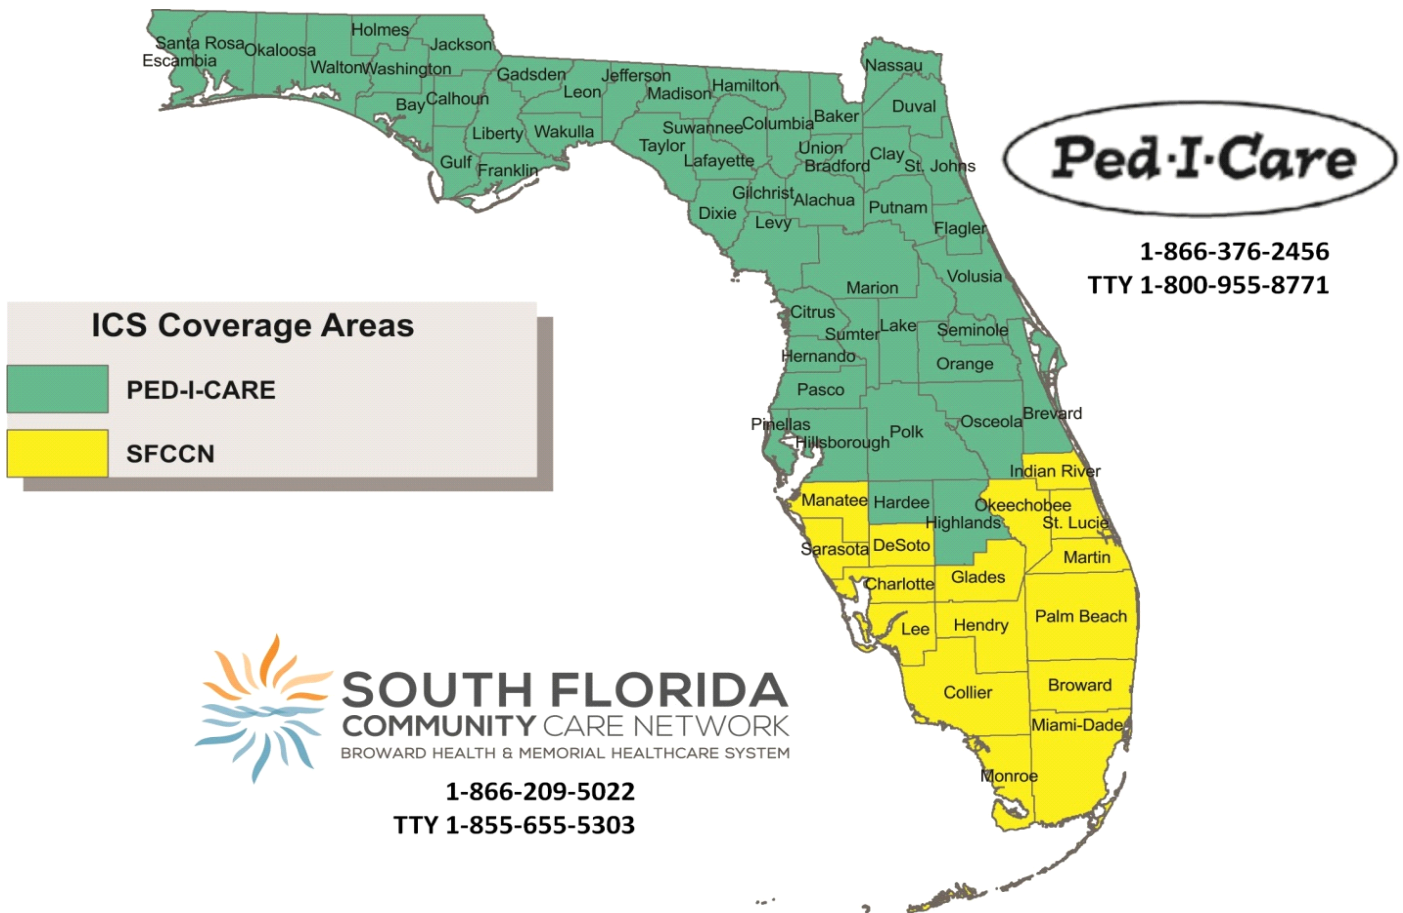 Holmes
Santa Rosa
Okaloosa
Jackson
Escambia
Walton
Washington
Gadsden
Jefferson
Hamilton
Nassau
Leon
Madison
Bay
Calhoun
Duval
Baker
Liberty
Wakulla
Suwannee
Columbia
Taylor
Union
Clay
Gulf
Franklin
Lafayette
Bradford
St. Johns
Gilchrist
Alachua
Dixie
Levy
Putnam
Flagler
Volusia
Marion
Citrus
Sumter
Lake
Seminole
Hernando
Orange
Pasco
Pinellas
Hillsborough
Polk
Osceola
Brevard
Indian River
Manatee
Hardee
Highlands
Okeechobee
St. Lucie
Sarasota
DeSoto
Martin
Charlotte
Glades
Lee
Hendry
Palm Beach
Collier
Broward
Miami-Dade
Monroe
Ped·I·Care
1-866-376-2456
TTY 1-800-955-8771
ICS Coverage Areas
PED-I-CARE
SFCCN
SOUTH FLORIDA
COMMUNITY CARE NETWORK
BROWARD HEALTH & MEMORIAL HEALTHCARE SYSTEM
1-866-209-5022
TTY 1-855-655-5303